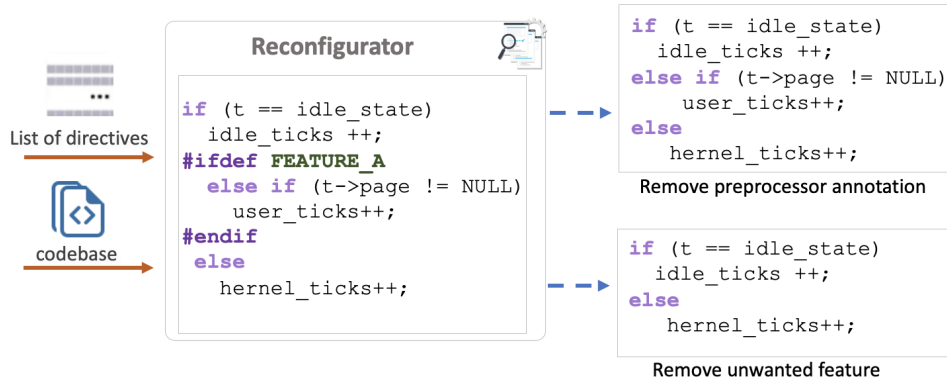 List of directives
codebase
Reconfigurator
if (t == idle_state)
idle_ticks ++;
#ifdef FEATURE_A
else if (t->page != NULL)
user_ticks++;
#endif
else
hernel_ticks++;
if (t == idle_state)
idle_ticks ++;
else if (t->page != NULL)
user_ticks++;
else
hernel_ticks++;
Remove preprocessor annotation
if (t == idle_state)
idle_ticks ++;
else
hernel_ticks++;
Remove unwanted feature